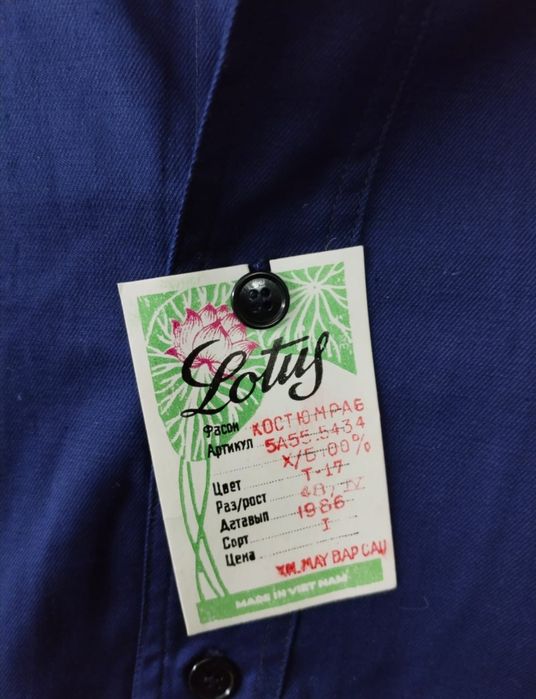 Lotus
Фасон КОСТЮМ РАБ
Артикул 5А55.5434
Х/Б 100%
Цвет Т-17
Раз/рост 48, IV
Датавып 1986
Сорт I
Цена
XN. MAY BAP CAU
MADE IN VIET NAM